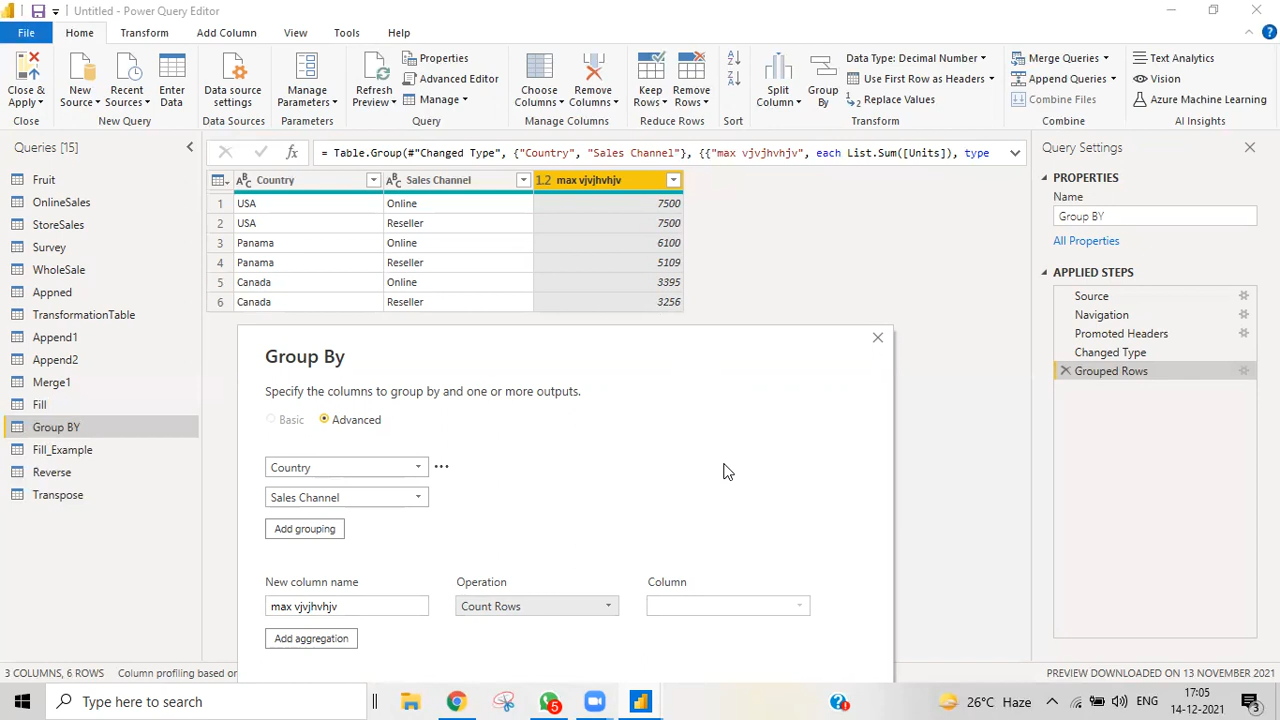 Untitled - Power Query Editor
File
Home
Transform
Add Column
View
Tools
Help
Close &
Apply
Close
New
Source
Recent
Sources
Enter
Data
New Query
Data source
settings
Data Sources
Manage
Parameters
Parameters
Refresh
Preview
Properties
Advanced Editor
Manage
Query
Choose
Columns
Remove
Columns
Manage Columns
Keep
Rows
Remove
Rows
Reduce Rows
Sort
Split
Column
Group
By
Data Type: Decimal Number
Use First Row as Headers
Replace Values
Transform
Merge Queries
Append Queries
Combine Files
Combine
Text Analytics
Vision
Azure Machine Learning
AI Insights
Queries [15]
Fruit
OnlineSales
StoreSales
Survey
WholeSale
Appned
TransformationTable
Append1
Append2
Merge1
Fill
Group BY
Fill_Example
Reverse
Transpose
= Table.Group(#"Changed Type", {"Country", "Sales Channel"}, {{"max vjvjhvhjv", each List.Sum([Units]), type
Country Sales Channel 1.2 max vjvjhvhjv
1 USA Online 7500
2 USA Reseller 7500
3 Panama Online 6100
4 Panama Reseller 5109
5 Canada Online 3395
6 Canada Reseller 3256
Group By
Specify the columns to group by and one or more outputs.
Basic Advanced
Country
Sales Channel
Add grouping
New column name Operation Column
max vjvjhvhjv Count Rows
Add aggregation
Query Settings
PROPERTIES
Name
Group BY
All Properties
APPLIED STEPS
Source
Navigation
Promoted Headers
Changed Type
Grouped Rows
3 COLUMNS, 6 ROWS Column profiling based on
PREVIEW DOWNLOADED ON 13 NOVEMBER 2021
Type here to search
5
26°C Haze
ENG
17:05
14-12-2021
3